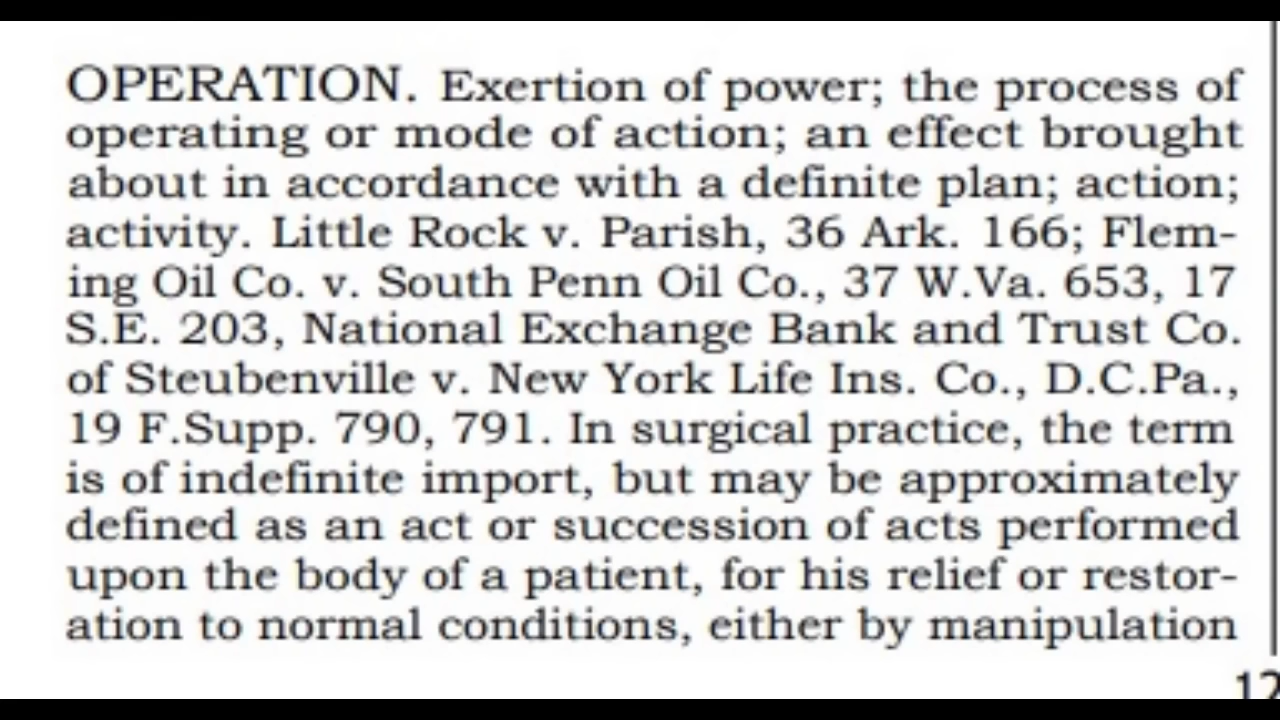 OPERATION. Exertion of power; the process of
operating or mode of action; an effect brought
about in accordance with a definite plan; action;
activity. Little Rock v. Parish, 36 Ark. 166; Flem-
ing Oil Co. v. South Penn Oil Co., 37 W.Va. 653, 17
S.E. 203, National Exchange Bank and Trust Co.
of Steubenville v. New York Life Ins. Co., D.C.Pa.,
19 F.Supp. 790, 791. In surgical practice, the term
is of indefinite import, but may be approximately
defined as an act or succession of acts performed
upon the body of a patient, for his relief or restor-
ation to normal conditions, either by manipulation